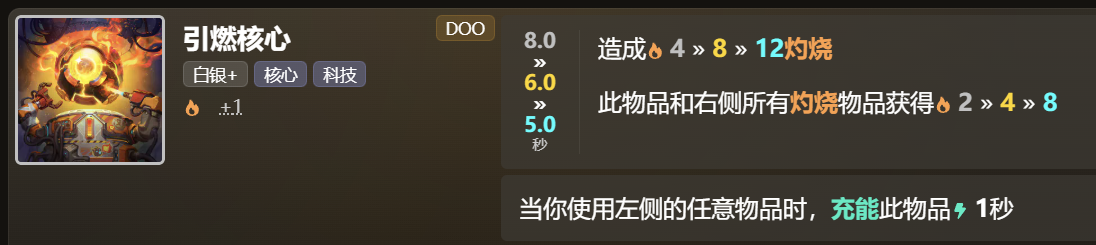 引燃核心
DOO
白银+ 核心 科技
+1
8.0
»
6.0
»
5.0
秒
造成 4 » 8 » 12灼烧
此物品和右侧所有灼烧物品获得 2 » 4 » 8
当你使用左侧的任意物品时，充能此物品 1秒